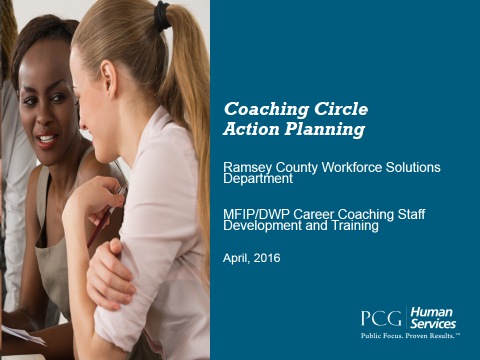 Coaching Circle
Action Planning
Ramsey County Workforce Solutions
Department
MFIP/DWP Career Coaching Staff
Development and Training
April, 2016
PCG Human
Services
Public Focus. Proven Results.™